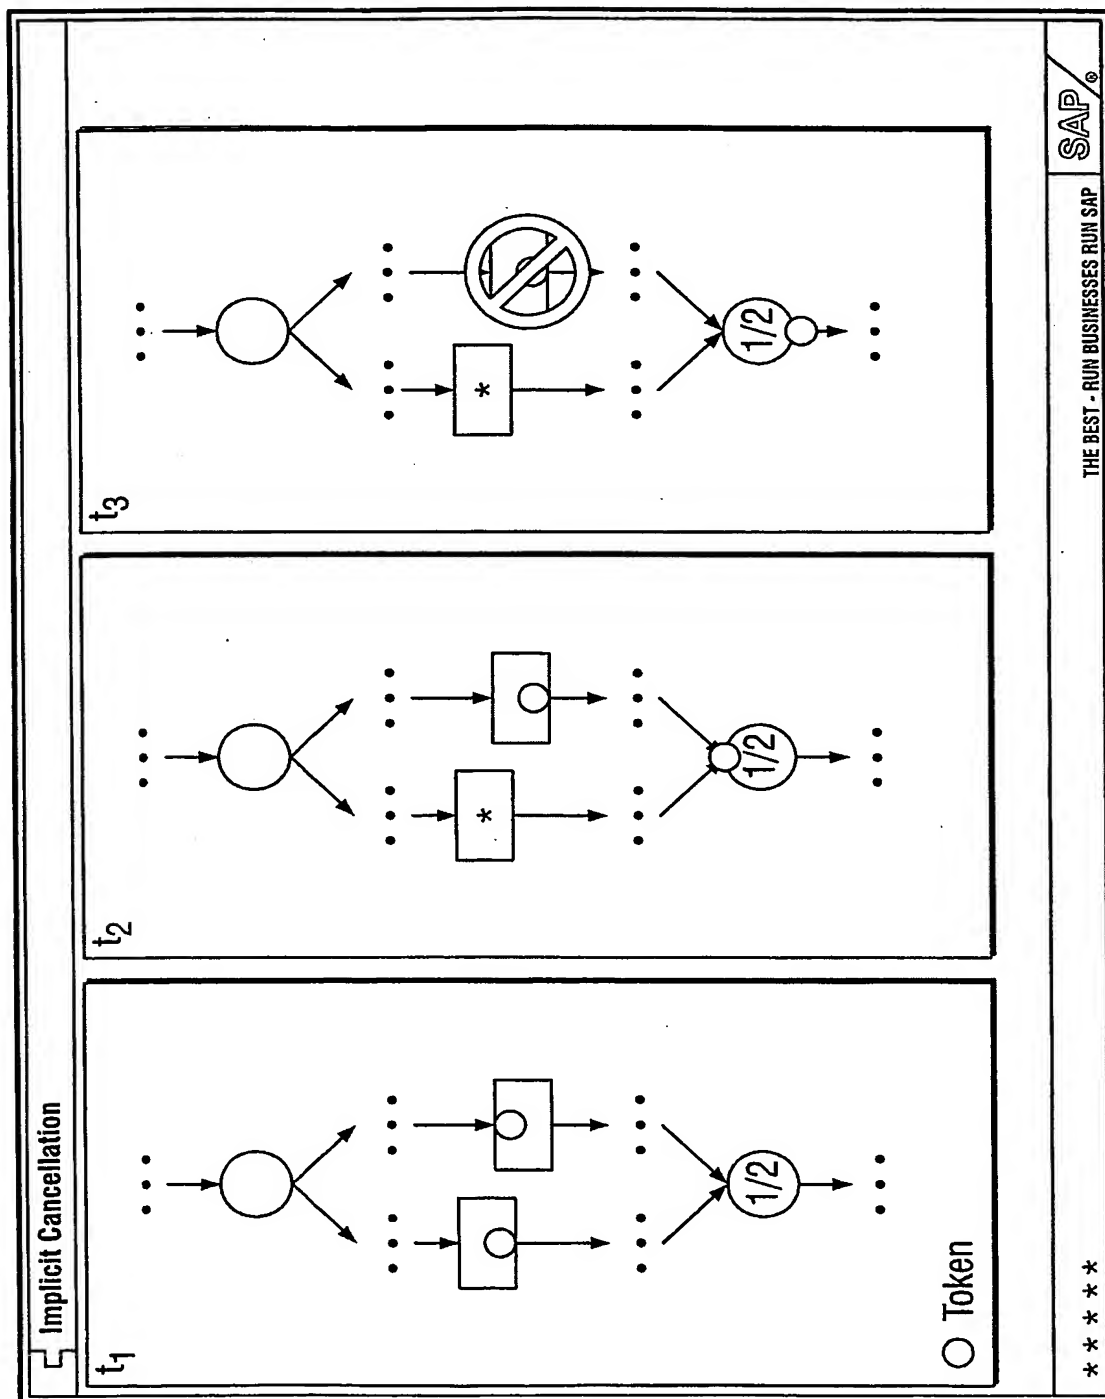 Implicit Cancellation
t1
1/2
Token
t2
*
1/2
t3
*
1/2
* * * * *
THE BEST - RUN BUSINESSES RUN SAP
SAP ®